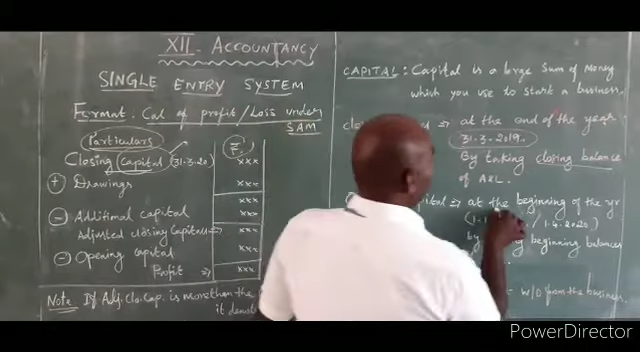 XII. ACCOUNTANCY
SINGLE ENTRY SYSTEM
Format. Cal of profit/Loss under
SAM
Particulars
Closing Capital (31.3.20)
xxx
+ Drawings
xxx
xxx
- Additional capital
xxx
Adjusted closing Capital ⇒
xxx
- Opening Capital
xxx
Profit ⇒
xxx
Note If Adj. Clo. Cap. is more than the
it denot
CAPITAL : Capital is a large sum of money
which you use to start a business.
⇒ at the end of the year
31-3-2019.
By taking closing balance
of A&L.
⇒ at the beginning of the yr
/ 1.4.2020)
by beginning balances
w/o from the business.
PowerDirector